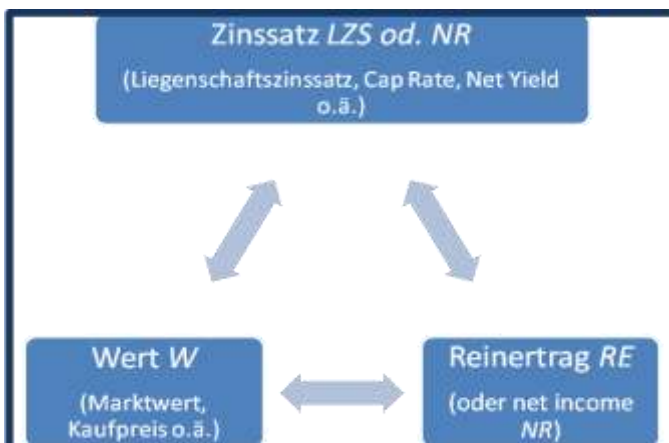 Zinssatz LZS od. NR
(Liegenschaftszinssatz, Cap Rate, Net Yield
o.ä.)
Wert W
(Marktwert,
Kaufpreis o.ä.)
Reinertrag RE
(oder net income
NR)